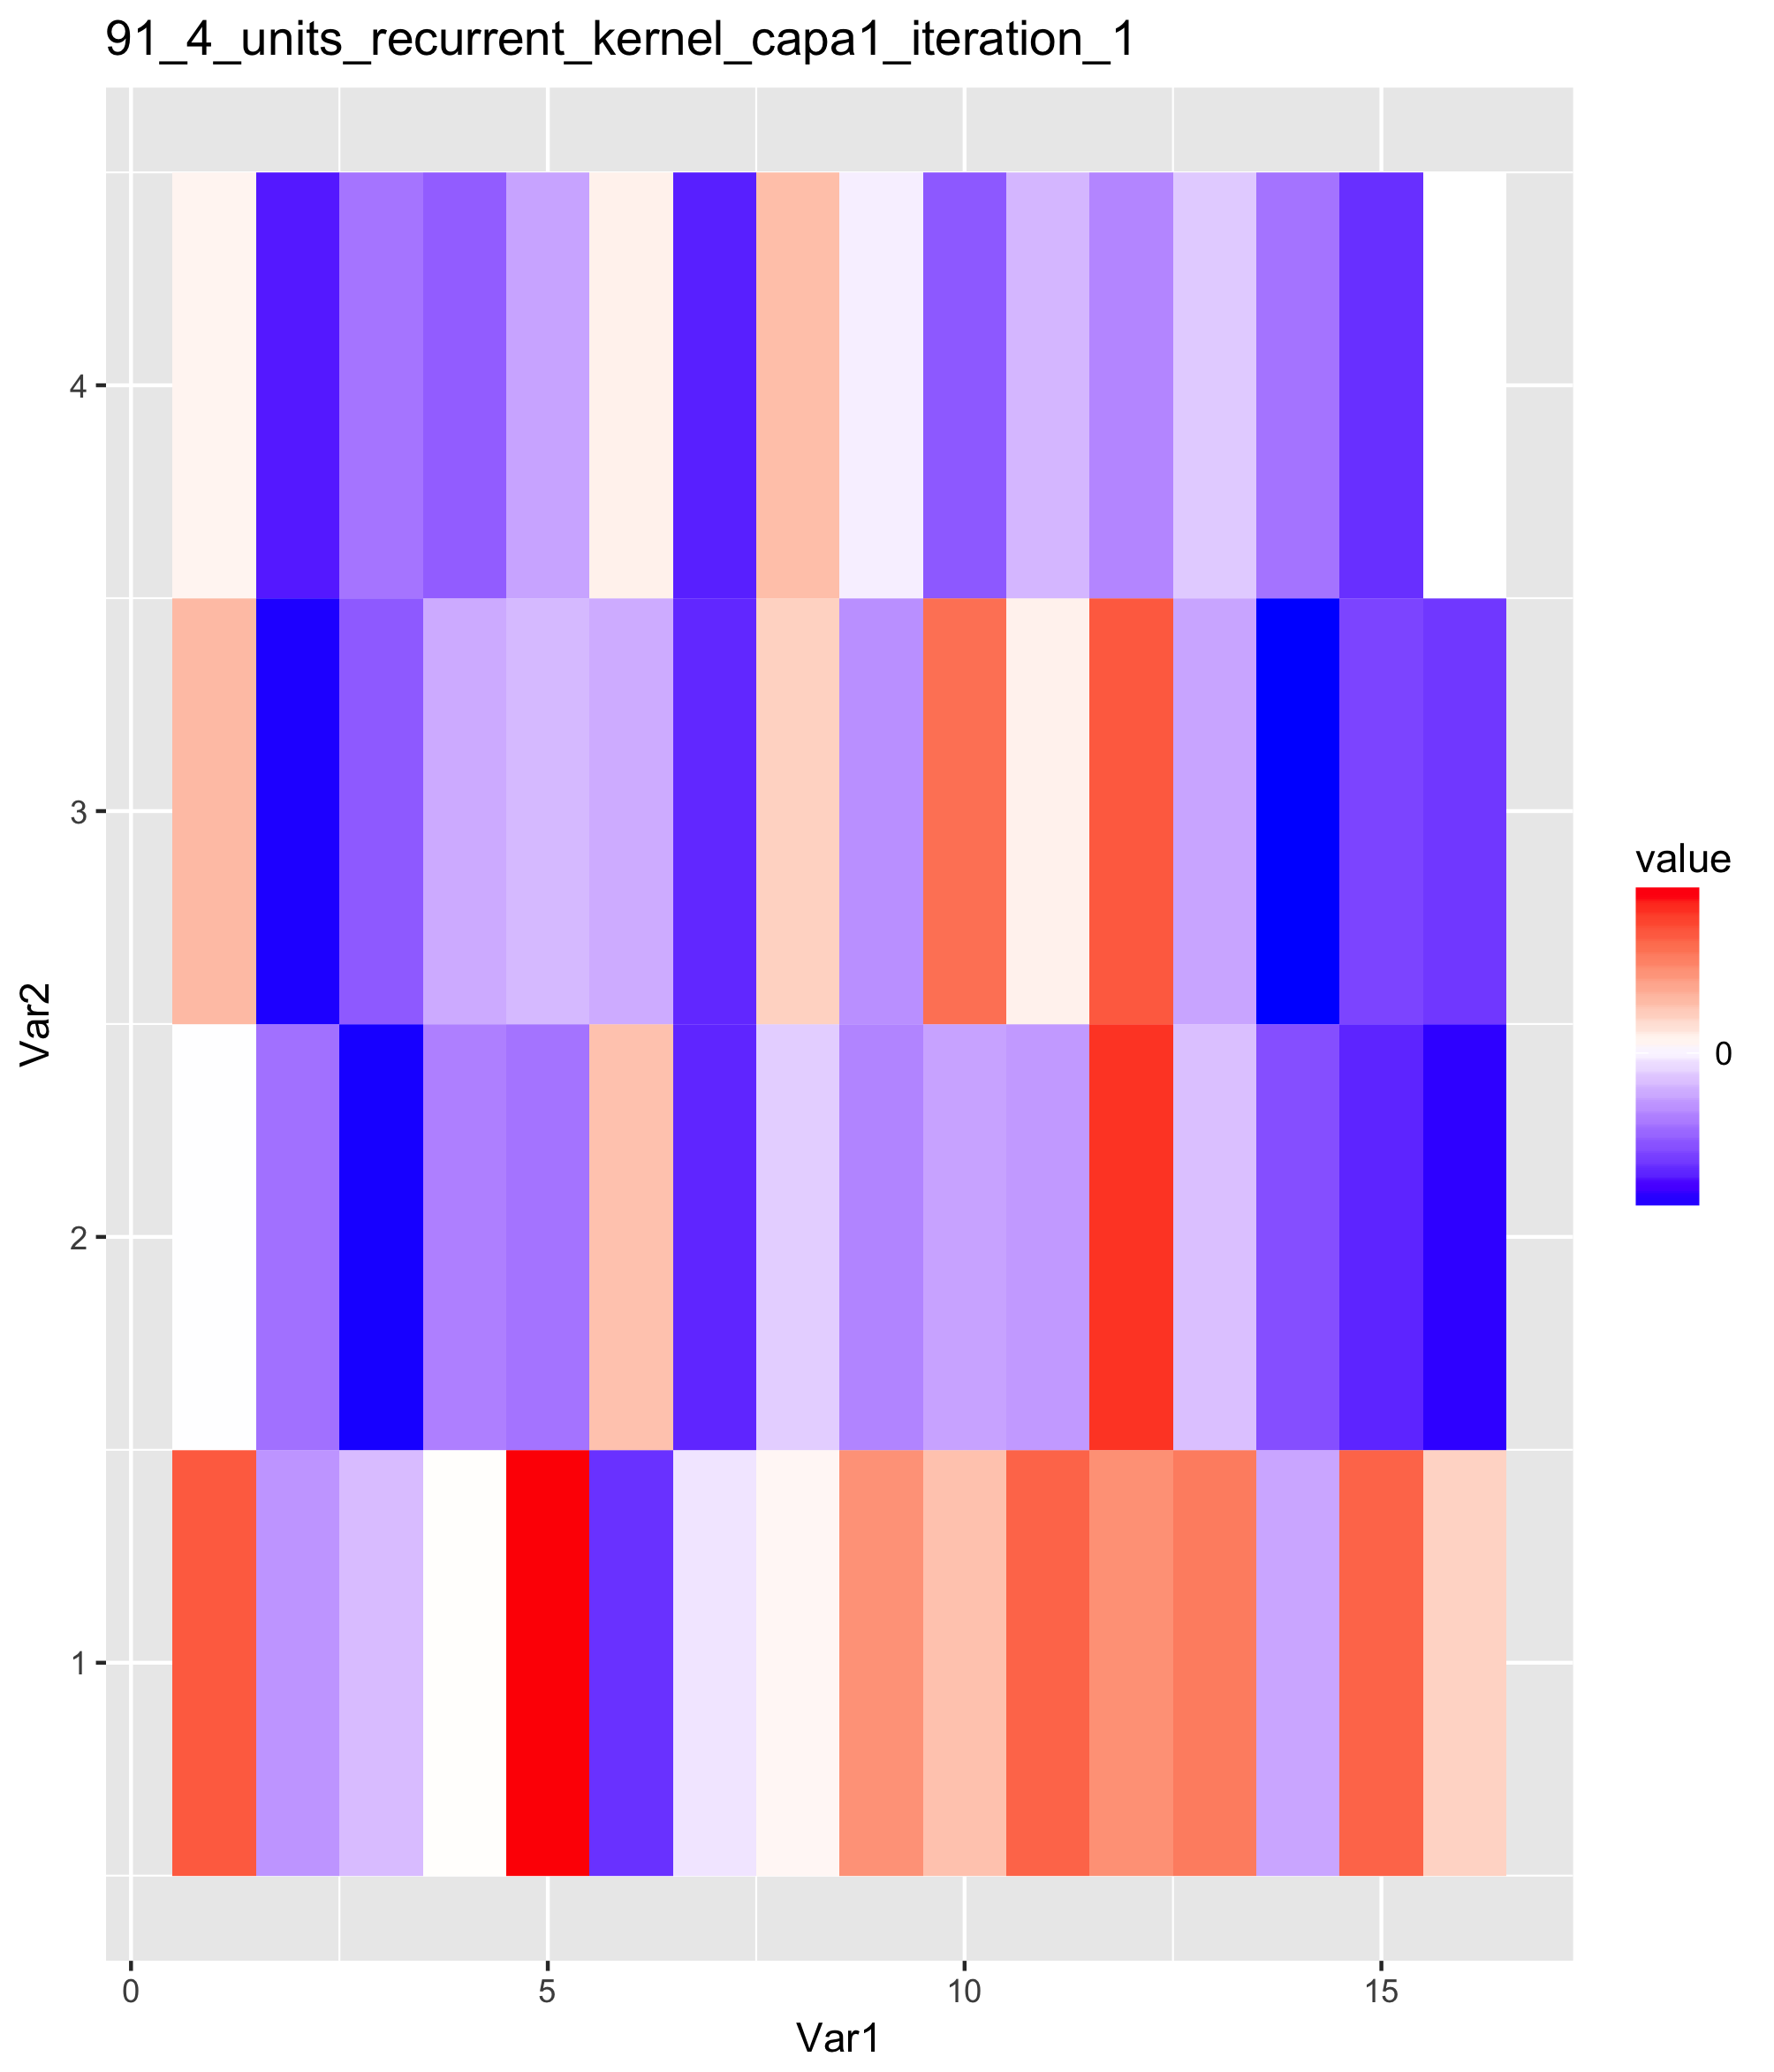 91_4_units_recurrent_kernel_capa1_iteration_1
4
3
2
1
Var2
0
5
10
15
Var1
value
0